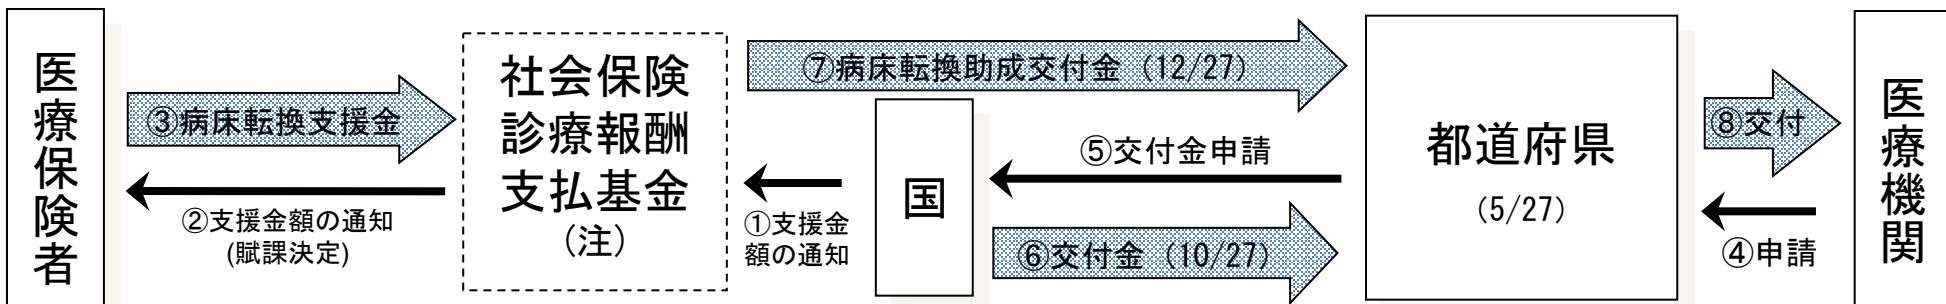 医療保険者
③病床転換支援金
②支援金額の通知
(賦課決定)
社会保険
診療報酬
支払基金
(注)
⑦病床転換助成交付金 (12/27)
①支援金
額の通知
国
⑤交付金申請
⑥交付金 (10/27)
都道府県
(5/27)
⑧交付
④申請
医療機関